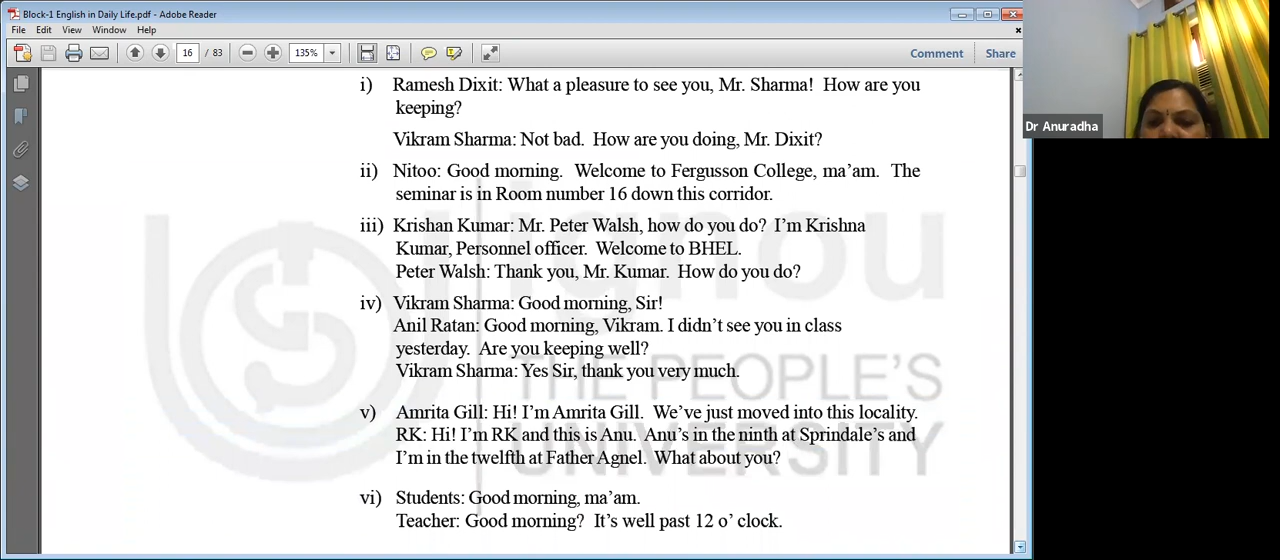 Block-1 English in Daily Life.pdf - Adobe Reader
File Edit View Window Help
16 / 83 135% Comment Share
i) Ramesh Dixit: What a pleasure to see you, Mr. Sharma! How are you
keeping?
Vikram Sharma: Not bad. How are you doing, Mr. Dixit?
ii) Nitoo: Good morning. Welcome to Fergusson College, ma’am. The
seminar is in Room number 16 down this corridor.
iii) Krishan Kumar: Mr. Peter Walsh, how do you do? I’m Krishna
Kumar, Personnel officer. Welcome to BHEL.
Peter Walsh: Thank you, Mr. Kumar. How do you do?
iv) Vikram Sharma: Good morning, Sir!
Anil Ratan: Good morning, Vikram. I didn’t see you in class
yesterday. Are you keeping well?
Vikram Sharma: Yes Sir, thank you very much.
v) Amrita Gill: Hi! I’m Amrita Gill. We’ve just moved into this locality.
RK: Hi! I’m RK and this is Anu. Anu’s in the ninth at Sprindale’s and
I’m in the twelfth at Father Agnel. What about you?
vi) Students: Good morning, ma’am.
Teacher: Good morning? It’s well past 12 o’ clock.
ignou
THE PEOPLE'S
UNIVERSITY
Dr Anuradha